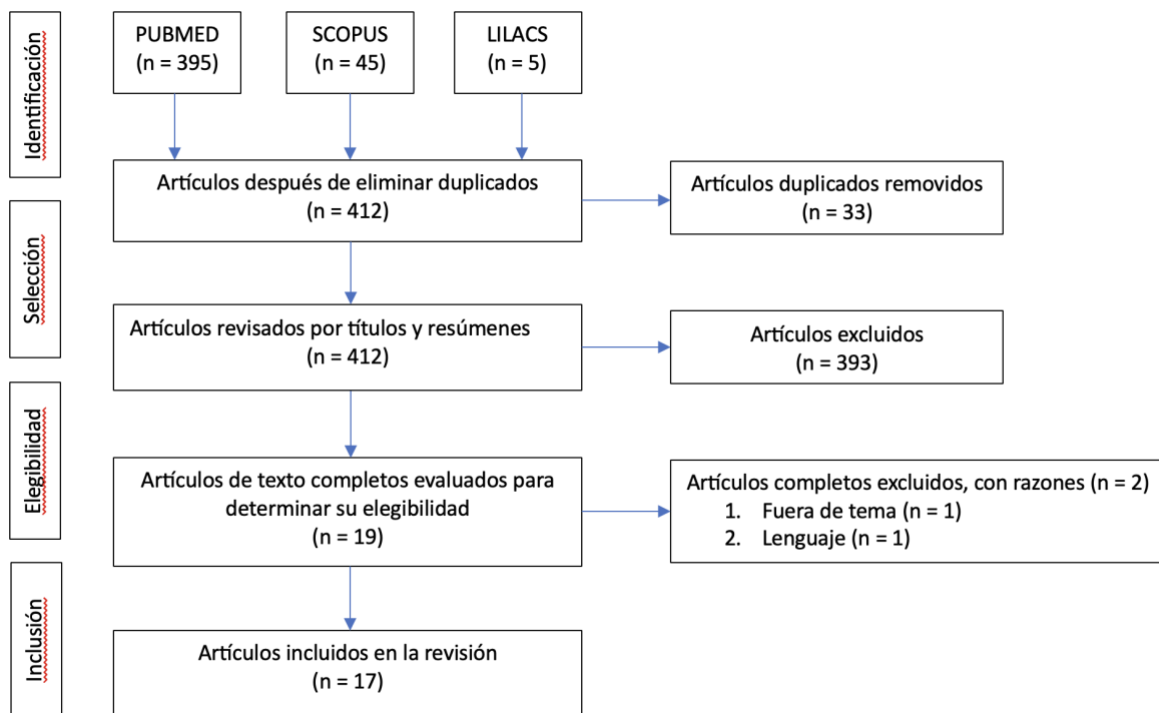 Identificación
PUBMED
(n = 395)
SCOPUS
(n = 45)
LILACS
(n = 5)
Artículos después de eliminar duplicados
(n = 412)
Artículos duplicados removidos
(n = 33)
Selección
Artículos revisados por títulos y resúmenes
(n = 412)
Artículos excluidos
(n = 393)
Elegibilidad
Artículos de texto completos evaluados para
determinar su elegibilidad
(n = 19)
Artículos completos excluidos, con razones (n = 2)
1. Fuera de tema (n = 1)
2. Lenguaje (n = 1)
Inclusión
Artículos incluidos en la revisión
(n = 17)